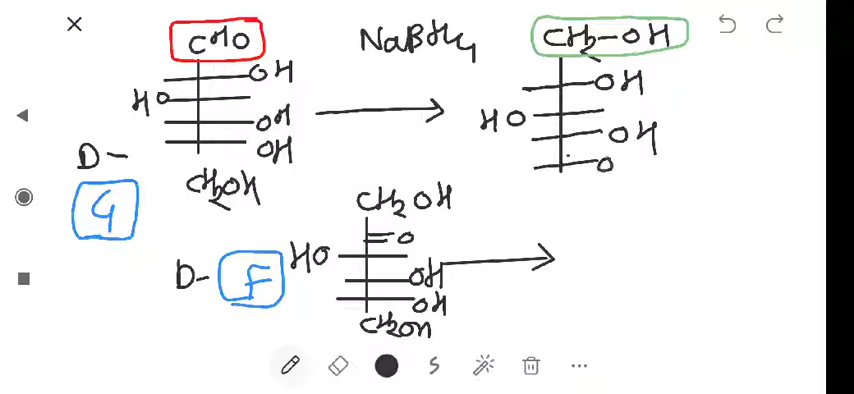 CHO NaBH4 CH2-OH
OH OH
HO HO
OH OH
OH O
D-
CH2OH
G CH2OH
O
D- F HO
OH
OH
CH2OH
S